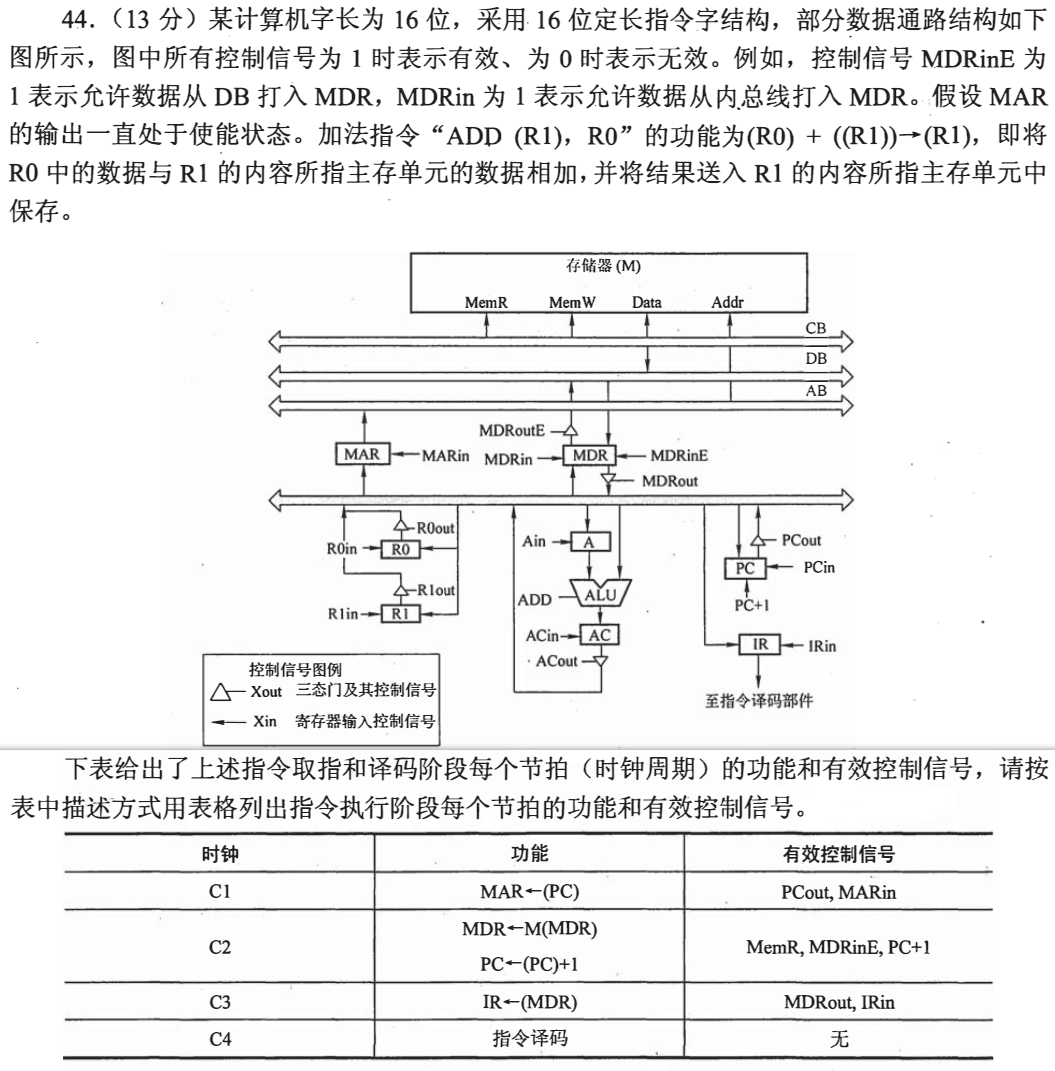 44.（13 分）某计算机字长为 16 位，采用 16 位定长指令字结构，部分数据通路结构如下
图所示，图中所有控制信号为 1 时表示有效、为 0 时表示无效。例如，控制信号 MDRinE 为
1 表示允许数据从 DB 打入 MDR，MDRin 为 1 表示允许数据从内总线打入 MDR。假设 MAR
的输出一直处于使能状态。加法指令“ADD (R1)，R0”的功能为(R0) + ((R1))→(R1)，即将
R0 中的数据与 R1 的内容所指主存单元的数据相加，并将结果送入 R1 的内容所指主存单元中
保存。
存储器 (M)
MemR MemW Data Addr
CB
DB
AB
MDRoutE
MAR MARin MDRin MDR MDRinE
MDRout
R0out
R0in R0
Ain A
PCout
PC PCin
R1out
ADD ALU
PC+1
R1in R1
ACin AC
IR IRin
ACout
至指令译码部件
控制信号图例
Xout 三态门及其控制信号
Xin 寄存器输入控制信号
下表给出了上述指令取指和译码阶段每个节拍（时钟周期）的功能和有效控制信号，请按
表中描述方式用表格列出指令执行阶段每个节拍的功能和有效控制信号。
时钟 功能 有效控制信号
C1 MAR←(PC) PCout, MARin
C2 MDR←M(MDR) MemR, MDRinE, PC+1
PC←(PC)+1
C3 IR←(MDR) MDRout, IRin
C4 指令译码 无